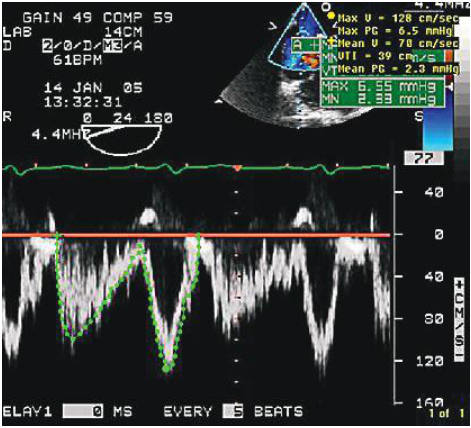 GAIN 49 COMP 59
LAB 14CM
D 2/0/D/M3/A
61BPM
14 JAN 05
13:32:31
R 0 24 180
4.4MHz
4.4MHz
Max V = 128 cm/sec
Max PG = 6.5 mmHg
Mean V = 70 cm/sec
VTI = 39 cm
Mean PG = 2.3 mmHg
MAX 6.55 mmHg
MN 2.33 mmHg
S
77
40
0
40
80
120
160
CM/S
ELAY1 0 MS EVERY 5 BEATS
1 of 1